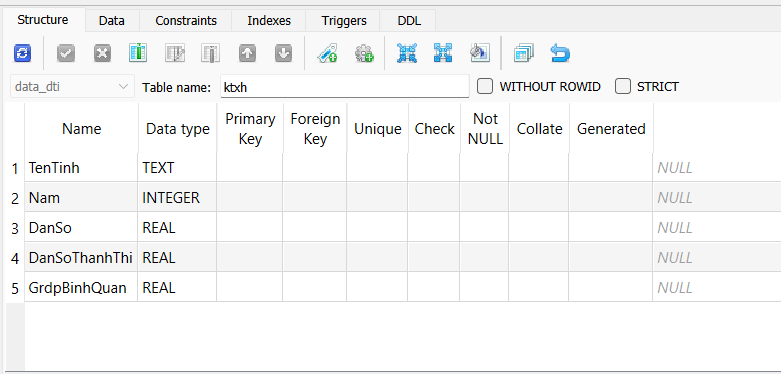 Structure Data Constraints Indexes Triggers DDL
data_dti Table name: ktxh WITHOUT ROWID STRICT
Name Data type Primary Key Foreign Key Unique Check Not NULL Collate Generated
1 TenTinh TEXT NULL
2 Nam INTEGER NULL
3 DanSo REAL NULL
4 DanSoThanhThi REAL NULL
5 GrdpBinhQuan REAL NULL